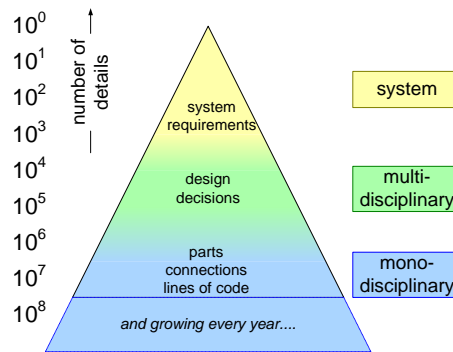 10⁰
10¹
10²
10³
10⁴
10⁵
10⁶
10⁷
10⁸
number of
details
system
requirements
design
decisions
parts
connections
lines of code
and growing every year....
system
multi-
disciplinary
mono-
disciplinary